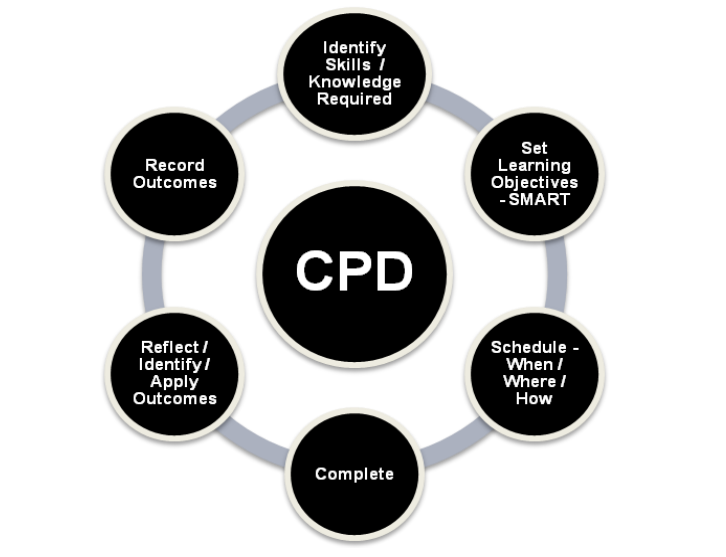 Identify
Skills /
Knowledge
Required
Set
Learning
Objectives
-SMART
Schedule -
When /
Where /
How
Complete
Reflect /
Identify /
Apply
Outcomes
Record
Outcomes
CPD